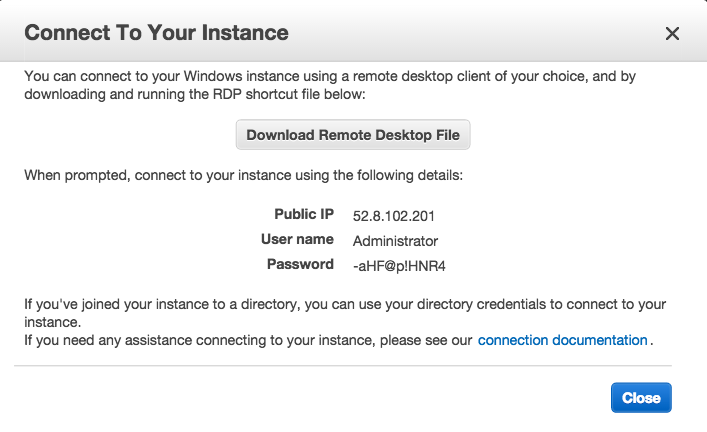 Connect To Your Instance
You can connect to your Windows instance using a remote desktop client of your choice, and by
downloading and running the RDP shortcut file below:
Download Remote Desktop File
When prompted, connect to your instance using the following details:
Public IP 52.8.102.201
User name Administrator
Password -aHF@p!HNR4
If you've joined your instance to a directory, you can use your directory credentials to connect to your
instance.
If you need any assistance connecting to your instance, please see our connection documentation.
Close